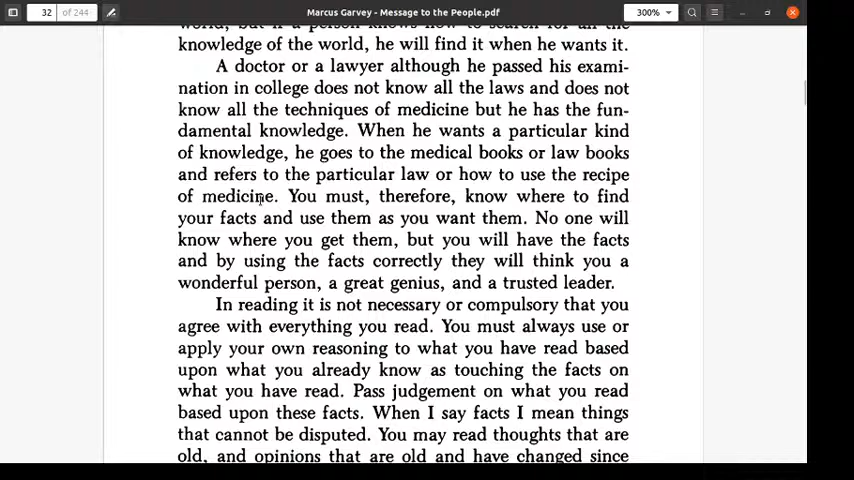 Marcus Garvey - Message to the People.pdf
32 of 244
300%
world, but if a person knows how to search for all the
knowledge of the world, he will find it when he wants it.
A doctor or a lawyer although he passed his exami-
nation in college does not know all the laws and does not
know all the techniques of medicine but he has the fun-
damental knowledge. When he wants a particular kind
of knowledge, he goes to the medical books or law books
and refers to the particular law or how to use the recipe
of medicine. You must, therefore, know where to find
your facts and use them as you want them. No one will
know where you get them, but you will have the facts
and by using the facts correctly they will think you a
wonderful person, a great genius, and a trusted leader.
In reading it is not necessary or compulsory that you
agree with everything you read. You must always use or
apply your own reasoning to what you have read based
upon what you already know as touching the facts on
what you have read. Pass judgement on what you read
based upon these facts. When I say facts I mean things
that cannot be disputed. You may read thoughts that are
old, and opinions that are old and have changed since